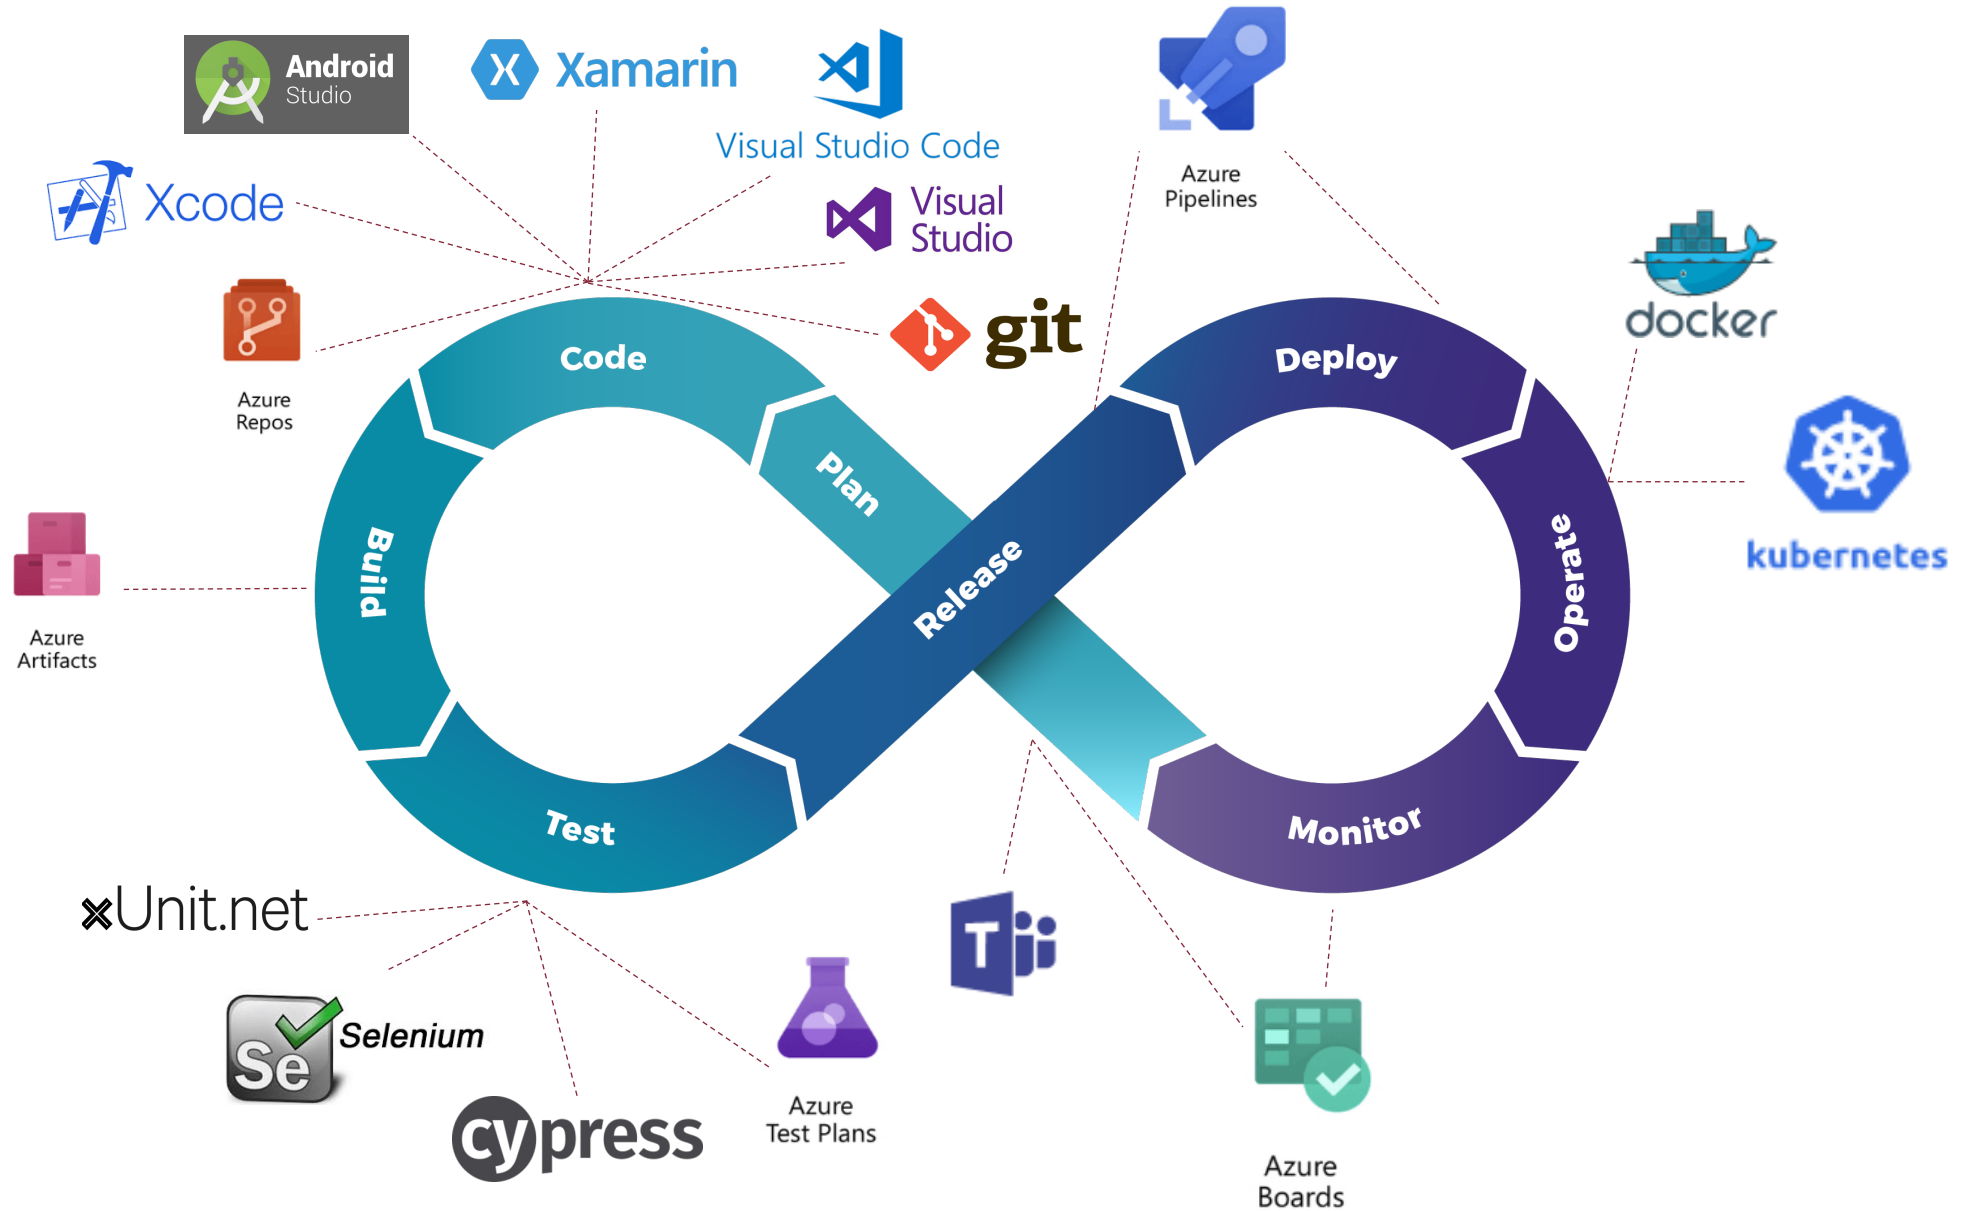 Android
Studio
Xamarin
Visual Studio Code
Xcode
Visual
Studio
Azure
Pipelines
docker
git
Azure
Repos
Code
Plan
Deploy
kubernetes
Build
Release
Operate
Azure
Artifacts
Test
Monitor
xUnit.net
T
Se
Selenium
cypress
Azure
Test Plans
Azure
Boards